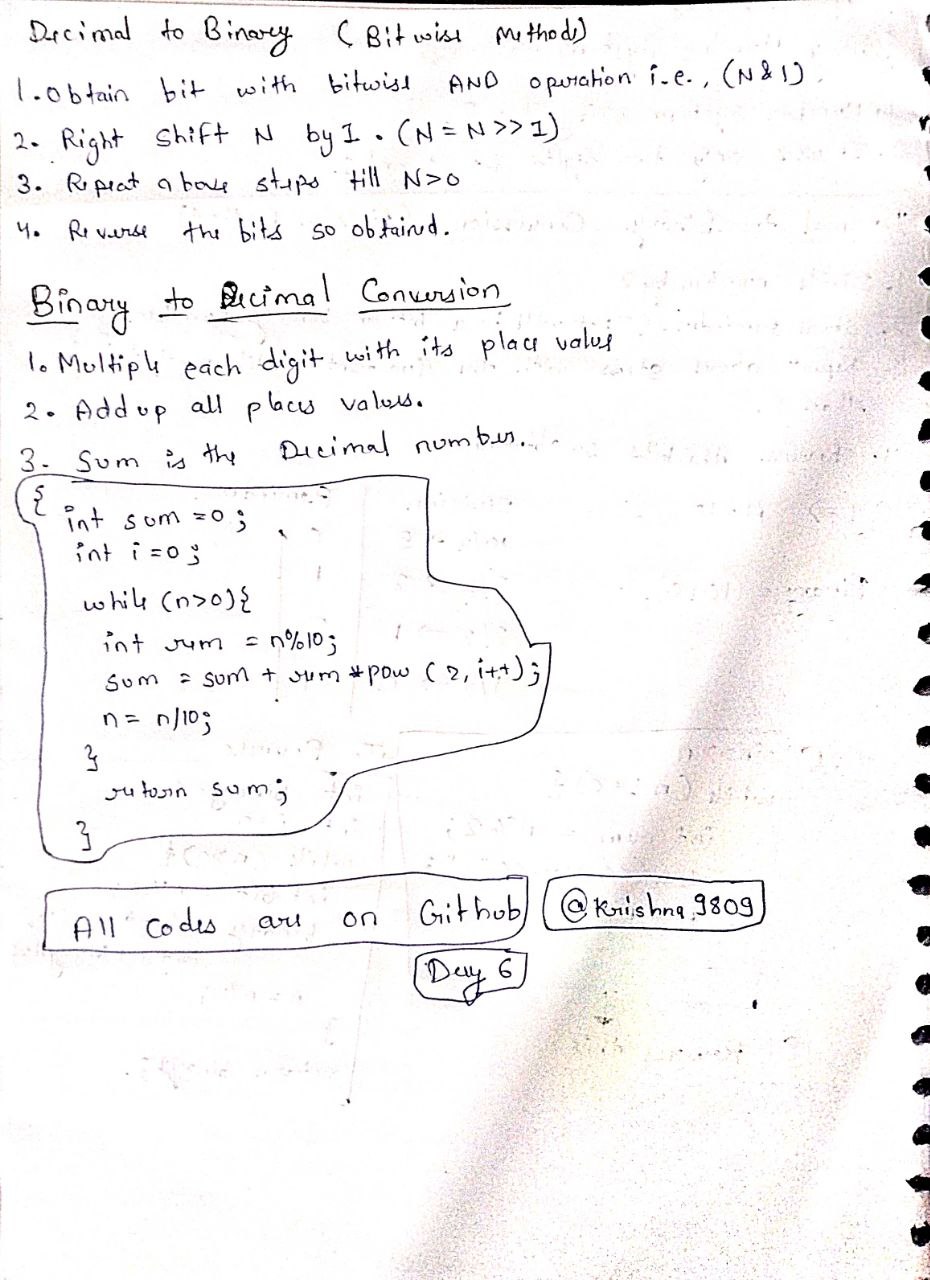 Decimal to Binary (Bitwise Methods)
1. Obtain bit with bitwise AND operation i.e., (N & 1).
2. Right Shift N by 1. (N = N >> 1)
3. Repeat above steps till N>0
4. Reverse the bits so obtained.
Binary to Decimal Conversion
1. Multiple each digit with its place value
2. Add up all places values.
3. Sum is the Decimal number.
{
int sum = 0;
int i = 0;
while (n>0){
int rem = n%10;
sum = sum + rem * pow (2, i++);
n = n/10;
}
return sum;
}
All codes are on Github @Krishna_9809
Day 6